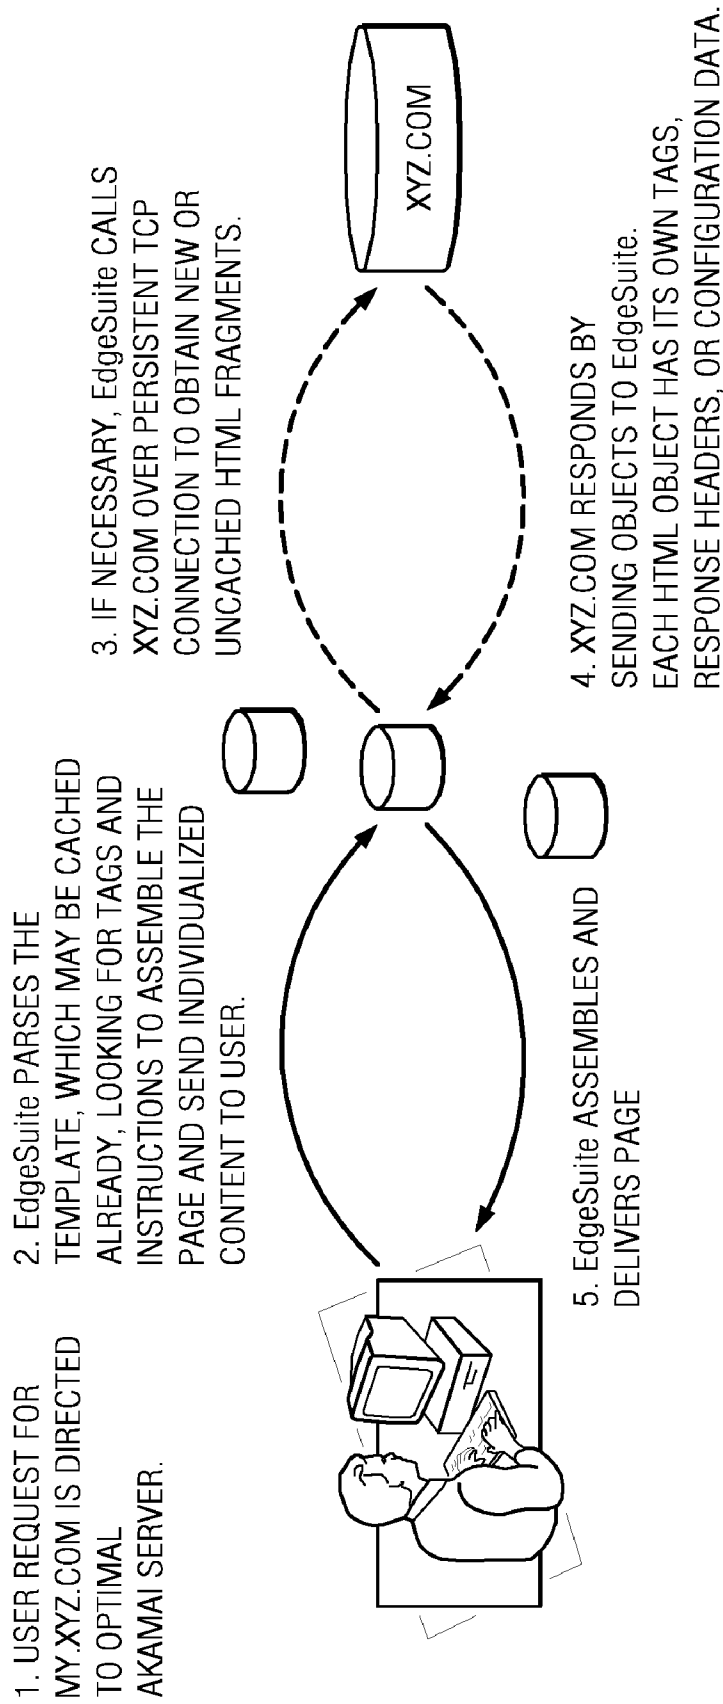 1. USER REQUEST FOR
MY.XYZ.COM IS DIRECTED
TO OPTIMAL
AKAMAI SERVER.
2. EdgeSuite PARSES THE
TEMPLATE, WHICH MAY BE CACHED
ALREADY, LOOKING FOR TAGS AND
INSTRUCTIONS TO ASSEMBLE THE
PAGE AND SEND INDIVIDUALIZED
CONTENT TO USER.
3. IF NECESSARY, EdgeSuite CALLS
XYZ.COM OVER PERSISTENT TCP
CONNECTION TO OBTAIN NEW OR
UNCACHED HTML FRAGMENTS.
XYZ.COM
4. XYZ.COM RESPONDS BY
SENDING OBJECTS TO EdgeSuite.
EACH HTML OBJECT HAS ITS OWN TAGS,
RESPONSE HEADERS, OR CONFIGURATION DATA.
5. EdgeSuite ASSEMBLES AND
DELIVERS PAGE